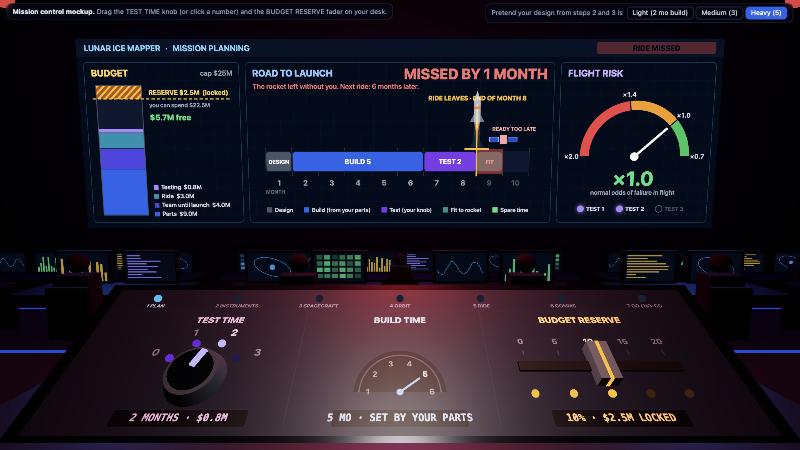 Mission control mockup. Drag the TEST TIME knob (or click a number) and the BUDGET RESERVE fader on your desk.
Pretend your design from steps 2 and 3 is
Light (2 mo build)
Medium (3)
Heavy (5)
LUNAR ICE MAPPER · MISSION PLANNING
RIDE MISSED
BUDGET
cap $25M
RESERVE $2.5M (locked)
you can spend $22.5M
$5.7M free
Testing $0.8M
Ride $3.0M
Team until launch $4.0M
Parts $9.0M
ROAD TO LAUNCH
MISSED BY 1 MONTH
The rocket left without you. Next ride: 6 months later.
RIDE LEAVES · END OF MONTH 8
READY TOO LATE
DESIGN
BUILD 5
TEST 2
FIT
1 2 3 4 5 6 7 8 9 10
MONTH
Design
Build (from your parts)
Test (your knob)
Fit to rocket
Spare time
FLIGHT RISK
×1.4
×1.0
×2.0
×0.7
×1.0
normal odds of failure in flight
TEST 1
TEST 2
TEST 3
1 PLAN
2 INSTRUMENTS
3 SPACECRAFT
4 ORBIT
5 RIDE
TEST TIME
0 1 2 3
2 MONTHS · $0.8M
BUILD TIME
1 2 3 4 5 6
5 MO · SET BY YOUR PARTS
BUDGET RESERVE
0 5 10 15 20
10% · $2.5M LOCKED